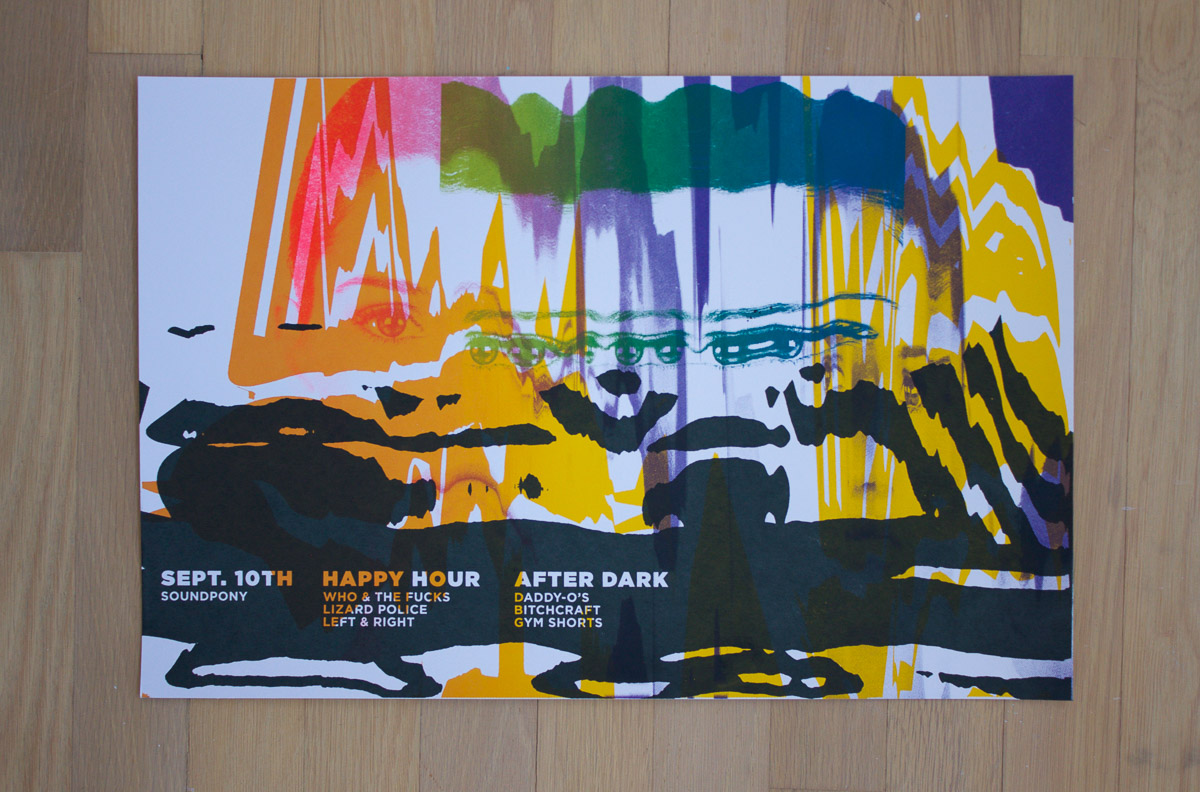 SEPT. 10TH
SOUNDPONY
HAPPY HOUR
WHO & THE FUCKS
LIZARD POLICE
LEFT & RIGHT
AFTER DARK
DADDY-O'S
BITCHCRAFT
GYM SHORTS